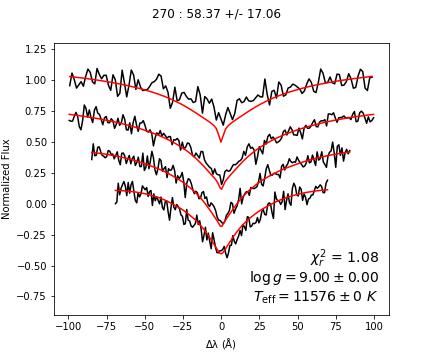 270 : 58.37 +/- 17.06
1.25
1.00
0.75
0.50
0.25
0.00
−0.25
−0.50
−0.75
Normalized Flux
χ²ᵣ = 1.08
log g = 9.00 ± 0.00
T_eff = 11576 ± 0 K
−100 −75 −50 −25 0 25 50 75 100
Δλ (Å)